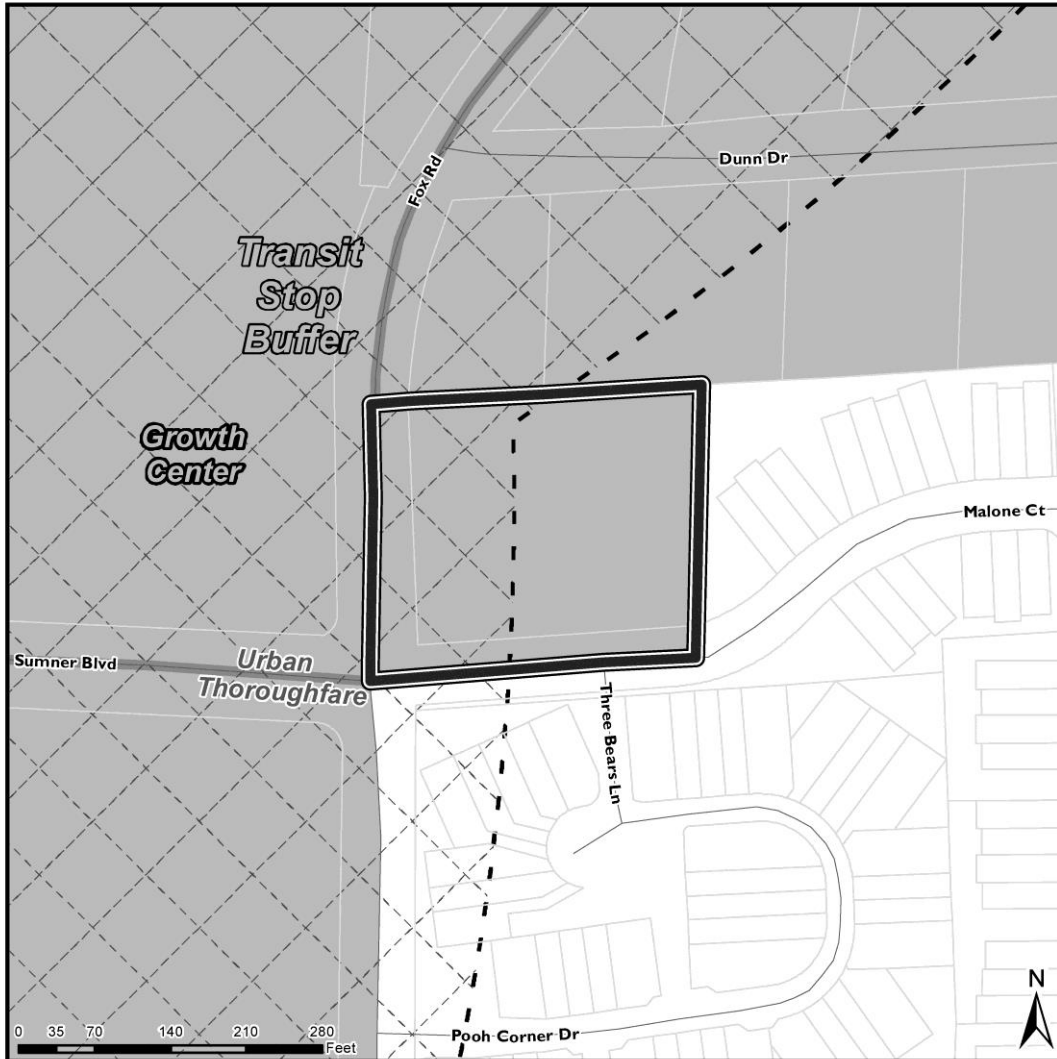 Dunn Dr
Fox Rd
Transit
Stop
Buffer
Growth
Center
Malone Ct
Sumner Blvd
Urban
Thoroughfare
Three Bears Ln
Pooh Corner Dr
N
0 35 70 140 210 280
Feet